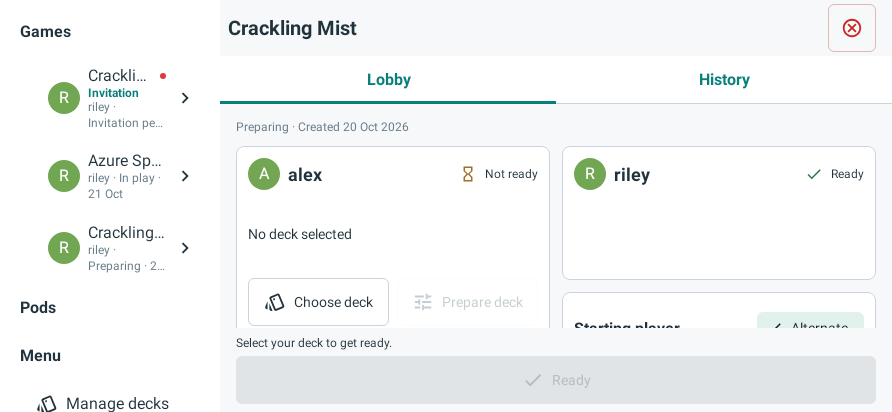 Games
Crackling Mist
R
Crackli...
Invitation
riley ·
Invitation pe...
R
Azure Sp...
riley · In play ·
21 Oct
R
Crackling...
riley ·
Preparing · 2...
Pods
Menu
Manage decks
Lobby
History
Preparing · Created 20 Oct 2026
A
alex
Not ready
No deck selected
Choose deck
Prepare deck
R
riley
Ready
Starting player
Alternate
Select your deck to get ready.
Ready